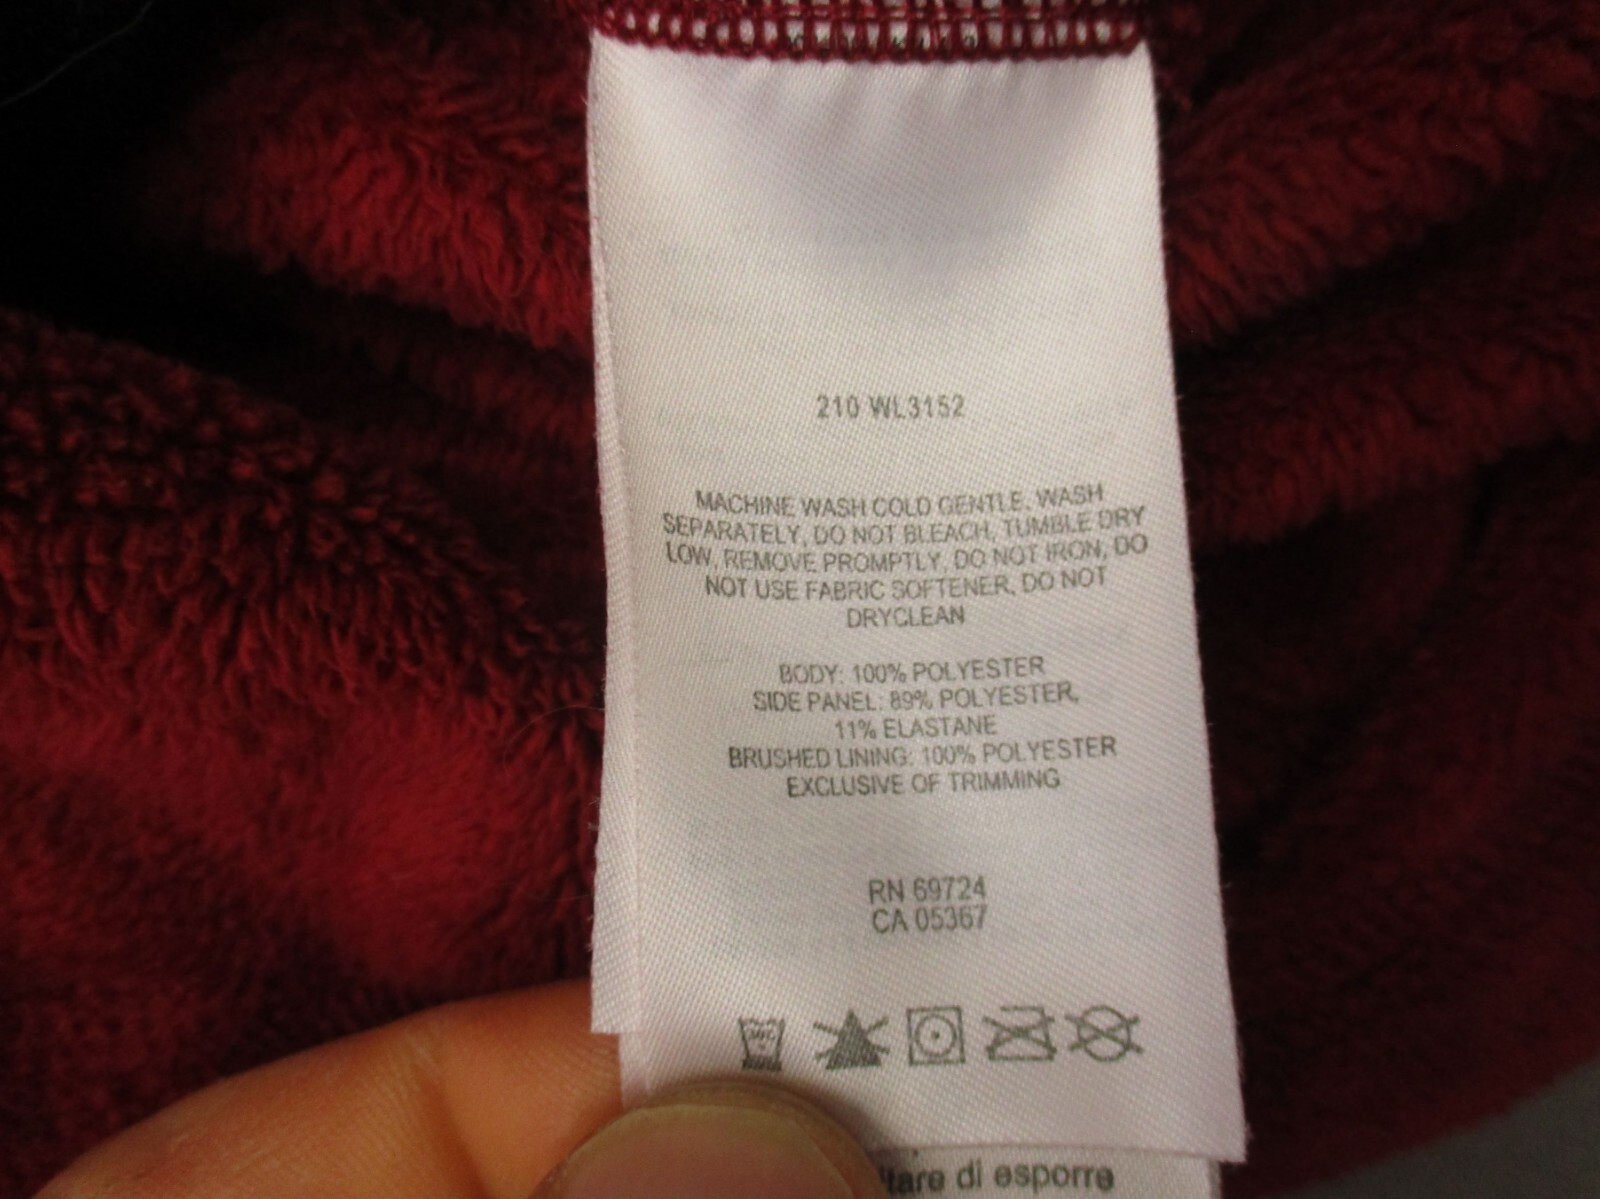 210 WL3152
MACHINE WASH COLD GENTLE, WASH
SEPARATELY, DO NOT BLEACH, TUMBLE DRY
LOW, REMOVE PROMPTLY, DO NOT IRON, DO
NOT USE FABRIC SOFTENER, DO NOT
DRYCLEAN
BODY: 100% POLYESTER
SIDE PANEL: 89% POLYESTER,
11% ELASTANE
BRUSHED LINING: 100% POLYESTER
EXCLUSIVE OF TRIMMING
RN 69724
CA 05367
di esporre